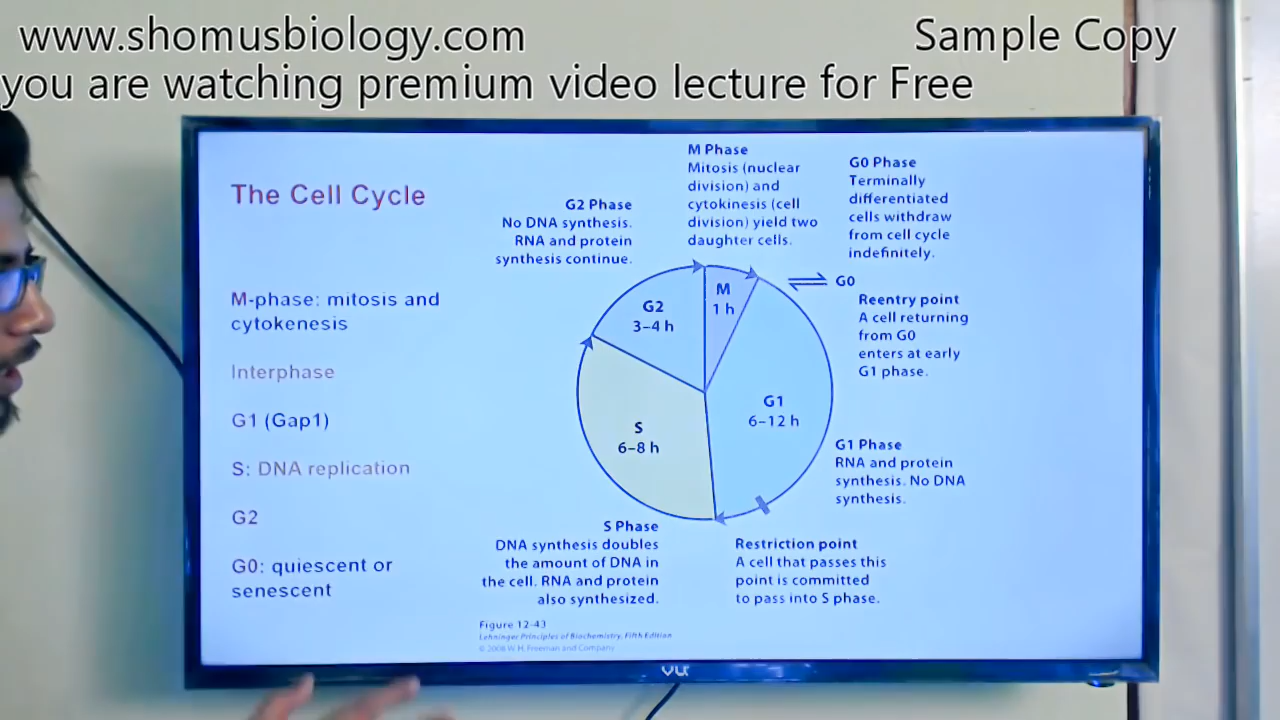 www.shomusbiology.com
Sample Copy
you are watching premium video lecture for Free
The Cell Cycle
M-phase: mitosis and
cytokenesis
Interphase
G1 (Gap1)
S: DNA replication
G2
G0: quiescent or
senescent
G2 Phase
No DNA synthesis.
RNA and protein
synthesis continue.
M Phase
Mitosis (nuclear
division) and
cytokinesis (cell
division) yield two
daughter cells.
G0 Phase
Terminally
differentiated
cells withdraw
from cell cycle
indefinitely.
G0
Reentry point
A cell returning
from G0
enters at early
G1 phase.
M
1 h
G2
3–4 h
G1
6–12 h
S
6–8 h
G1 Phase
RNA and protein
synthesis. No DNA
synthesis.
S Phase
DNA synthesis doubles
the amount of DNA in
the cell. RNA and protein
also synthesized.
Restriction point
A cell that passes this
point is committed
to pass into S phase.
Figure 12-43
Lehninger Principles of Biochemistry, Fifth Edition
© 2008 W. H. Freeman and Company
VU